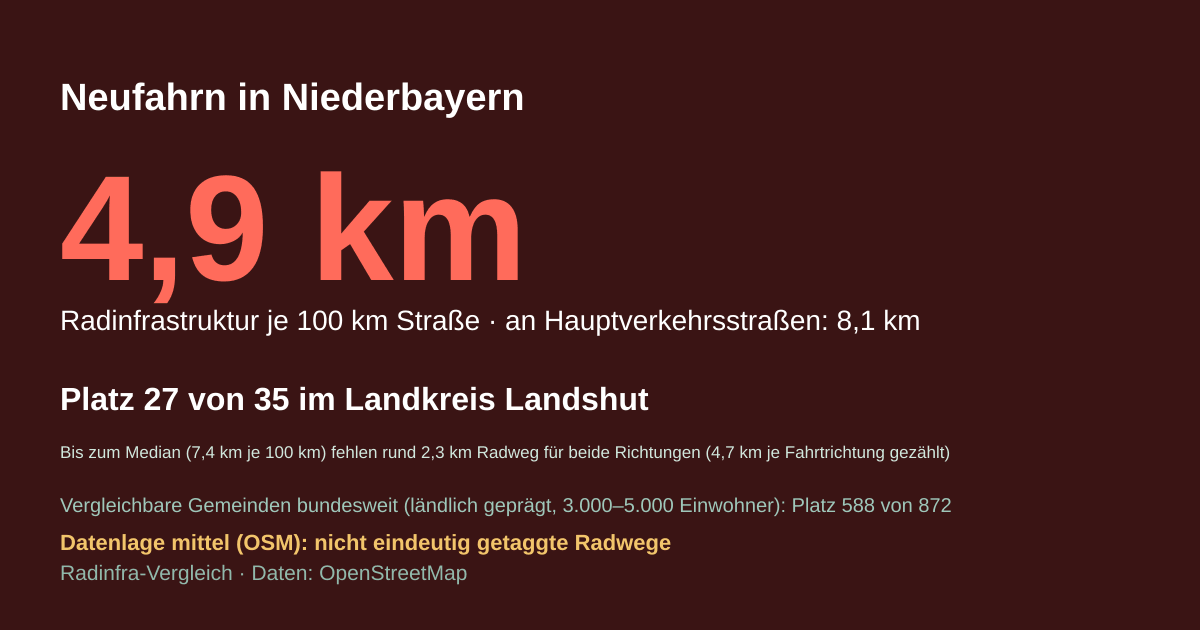 Neufahrn in Niederbayern
4,9 km
Radinfrastruktur je 100 km Straße · an Hauptverkehrsstraßen: 8,1 km
Platz 27 von 35 im Landkreis Landshut
Bis zum Median (7,4 km je 100 km) fehlen rund 2,3 km Radweg für beide Richtungen (4,7 km je Fahrtrichtung gezählt)
Vergleichbare Gemeinden bundesweit (ländlich geprägt, 3.000–5.000 Einwohner): Platz 588 von 872
Datenlage mittel (OSM): nicht eindeutig getaggte Radwege
Radinfra-Vergleich · Daten: OpenStreetMap